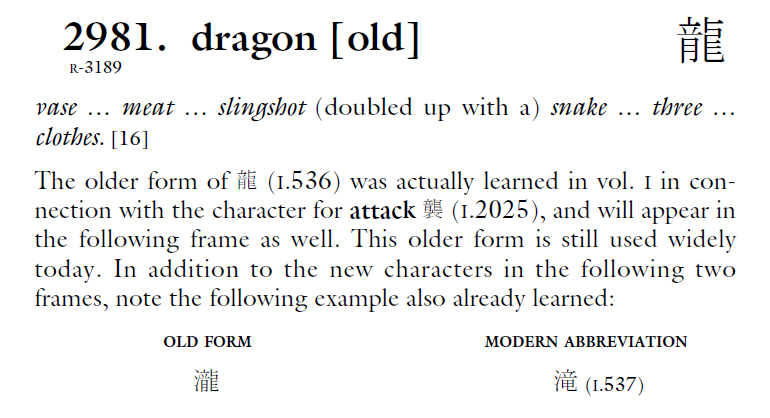 2981. dragon [old] 龍
R-3189
vase … meat … slingshot (doubled up with a) snake … three …
clothes. [16]
The older form of 龍 (I.536) was actually learned in vol. I in con-
nection with the character for attack 襲 (I.2025), and will appear in
the following frame as well. This older form is still used widely
today. In addition to the new characters in the following two
frames, note the following example also already learned:
OLD FORM MODERN ABBREVIATION
瀧 滝 (I.537)